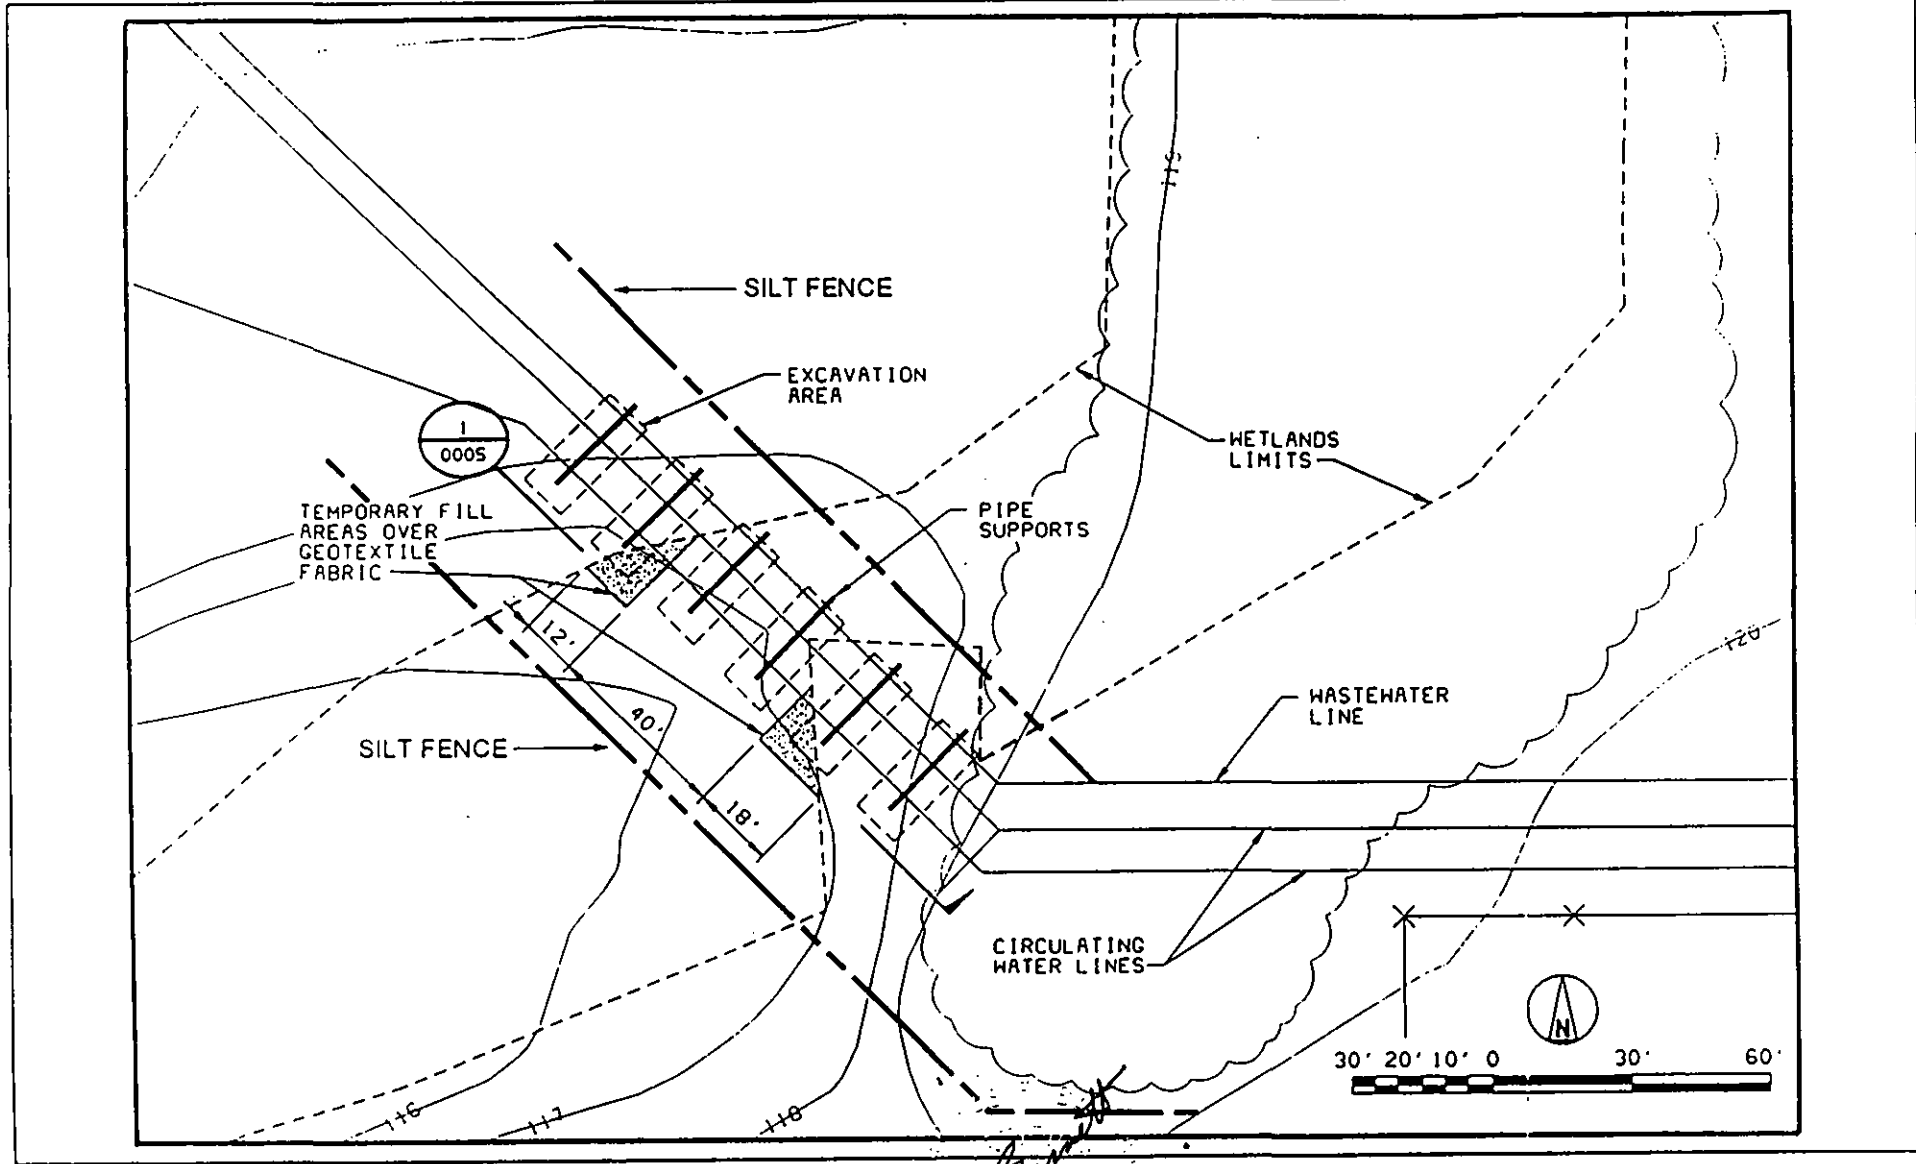 119
SILT FENCE
EXCAVATION
AREA
1
0005
WETLANDS
LIMITS
TEMPORARY FILL
AREAS OVER
GEOTEXTILE
FABRIC
PIPE
SUPPORTS
12'
120
40'
WASTEWATER
LINE
SILT FENCE
18'
CIRCULATING
WATER LINES
N
30' 20' 10' 0 30' 60'
116
117
118